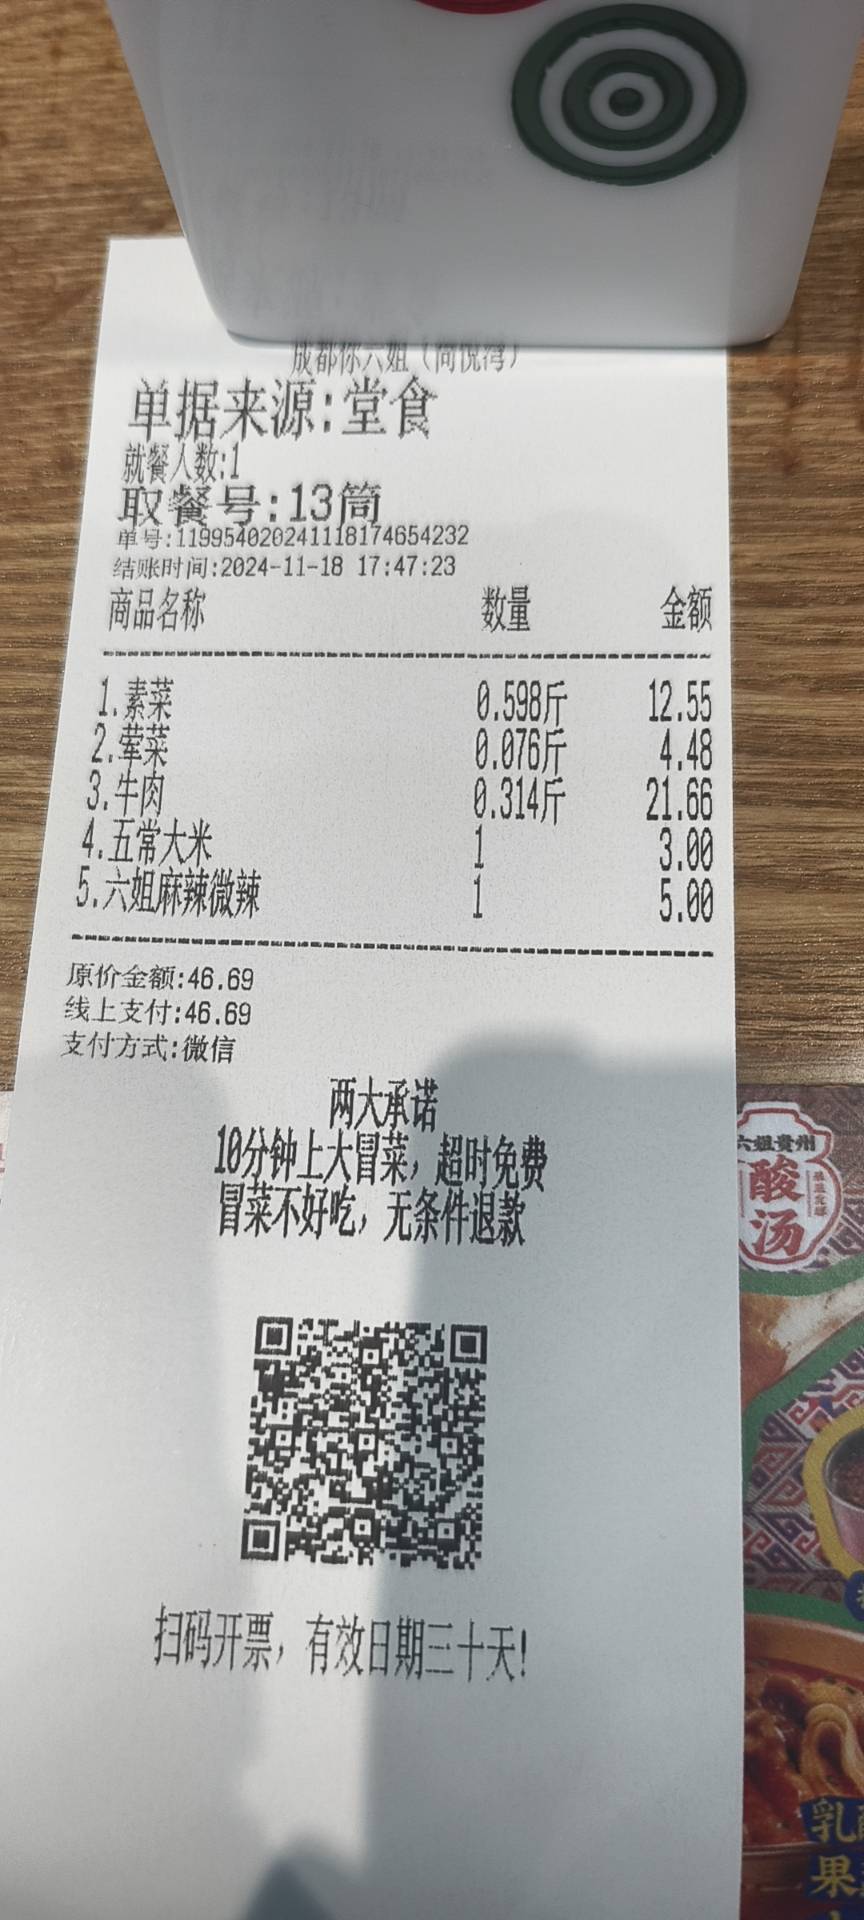 成都你六姐（尚悦湾）
单据来源:堂食
就餐人数:1
取餐号:13筒
单号:119954020241118174654232
结账时间:2024-11-18 17:47:23
商品名称 数量 金额
1.素菜 0.598斤 12.55
2.荤菜 0.076斤 4.48
3.牛肉 0.314斤 21.66
4.五常大米 1 3.00
5.六姐麻辣微辣 1 5.00
原价金额:46.69
线上支付:46.69
支付方式:微信
两大承诺
10分钟上大冒菜，超时免费
冒菜不好吃，无条件退款
扫码开票，有效日期三十天!
六姐贵州
酸汤
乳
果